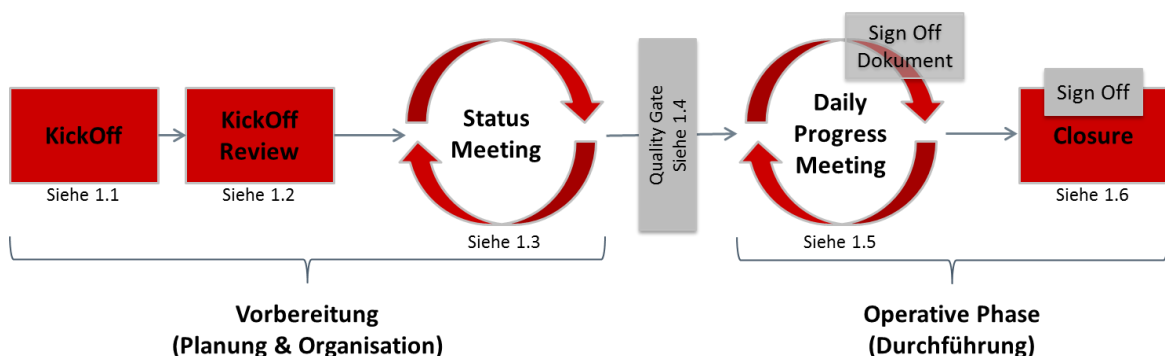 KickOff
Siehe 1.1
KickOff
Review
Siehe 1.2
Status
Meeting
Siehe 1.3
Quality Gate
Siehe 1.4
Sign Off
Dokument
Daily
Progress
Meeting
Siehe 1.5
Sign Off
Closure
Siehe 1.6
Vorbereitung
(Planung & Organisation)
Operative Phase
(Durchführung)